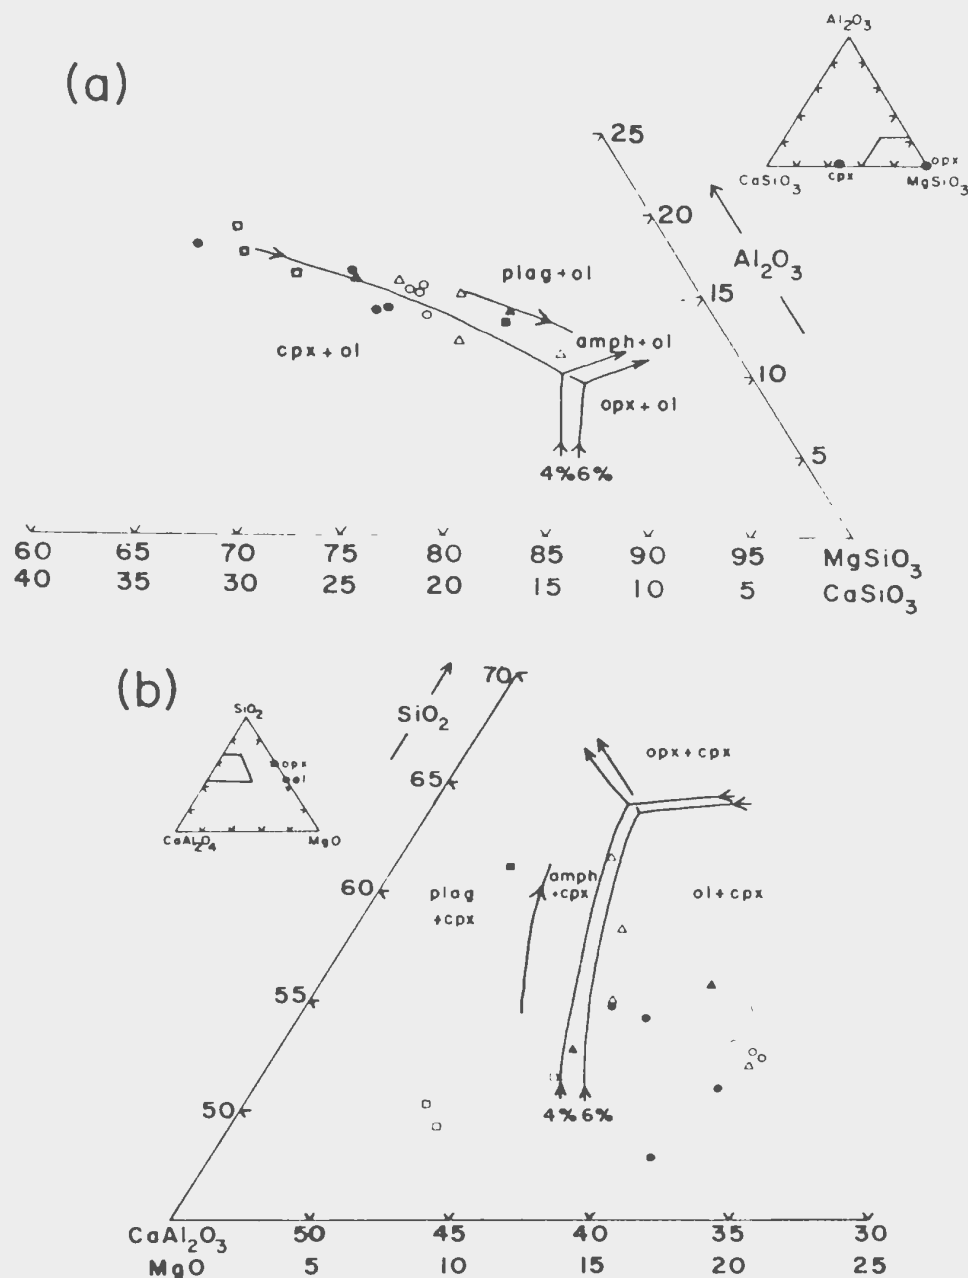 (a)
Al₂O₃
opx
cpx
CaSiO₃ MgSiO₃
25
20
Al₂O₃
15
10
5
plag+ol
cpx+ol
amph+ol
opx+ol
4% 6%
60 65 70 75 80 85 90 95 MgSiO₃
40 35 30 25 20 15 10 5 CaSiO₃
(b)
SiO₂
opx
ol
CaAl₂O₄ MgO
SiO₂
70
65
60
55
50
opx+cpx
amph
+cpx
plag
+cpx
ol+cpx
4% 6%
CaAl₂O₃ 50 45 40 35 30
MgO 5 10 15 20 25